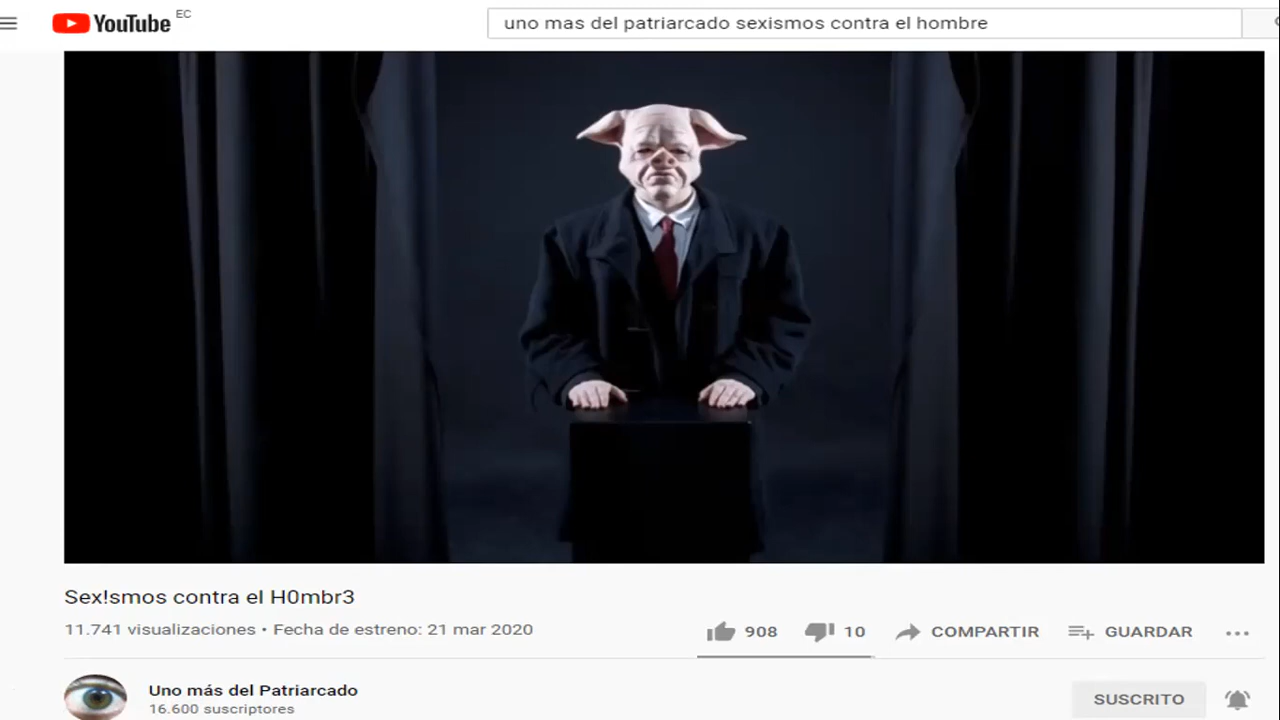 YouTube EC
uno mas del patriarcado sexismos contra el hombre
Sex!smos contra el H0mbr3
11.741 visualizaciones • Fecha de estreno: 21 mar 2020
908 10 COMPARTIR GUARDAR
Uno más del Patriarcado
16.600 suscriptores
SUSCRITO